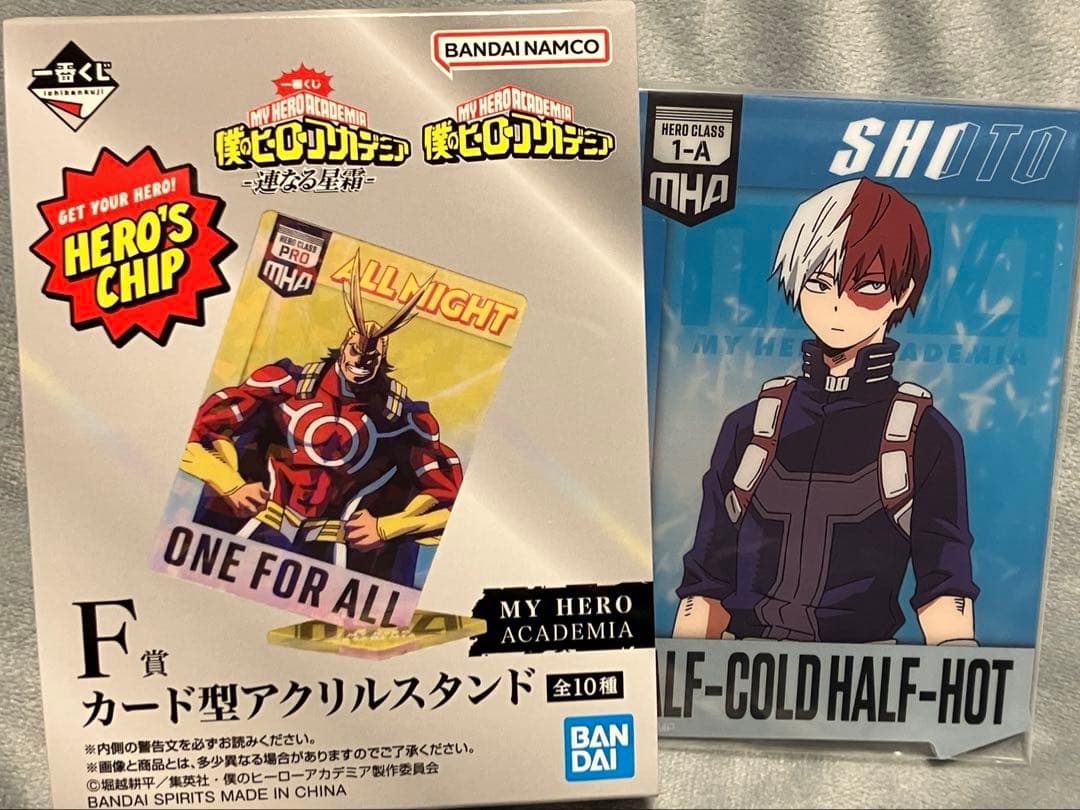 一番くじ
ichibankuji
BANDAI NAMCO
一番くじ
MY HERO ACADEMIA
僕のヒーローアカデミア
-連なる星霜-
MY HERO ACADEMIA
僕のヒーローアカデミア
GET YOUR HERO!
HERO'S
CHIP
HERO CLASS
PRO
MHA
ALL MIGHT
ONE FOR ALL
MY HERO
ACADEMIA
F賞
カード型アクリルスタンド 全10種
※内側の警告文を必ずお読みください。
※画像と商品とは、多少異なる場合がありますのでご了承ください。
©堀越耕平／集英社・僕のヒーローアカデミア製作委員会
BANDAI SPIRITS MADE IN CHINA
BAN
DAI
HERO CLASS
1-A
MHA
SHOTO
MY HERO ACADEMIA
ALF-COLD HALF-HOT